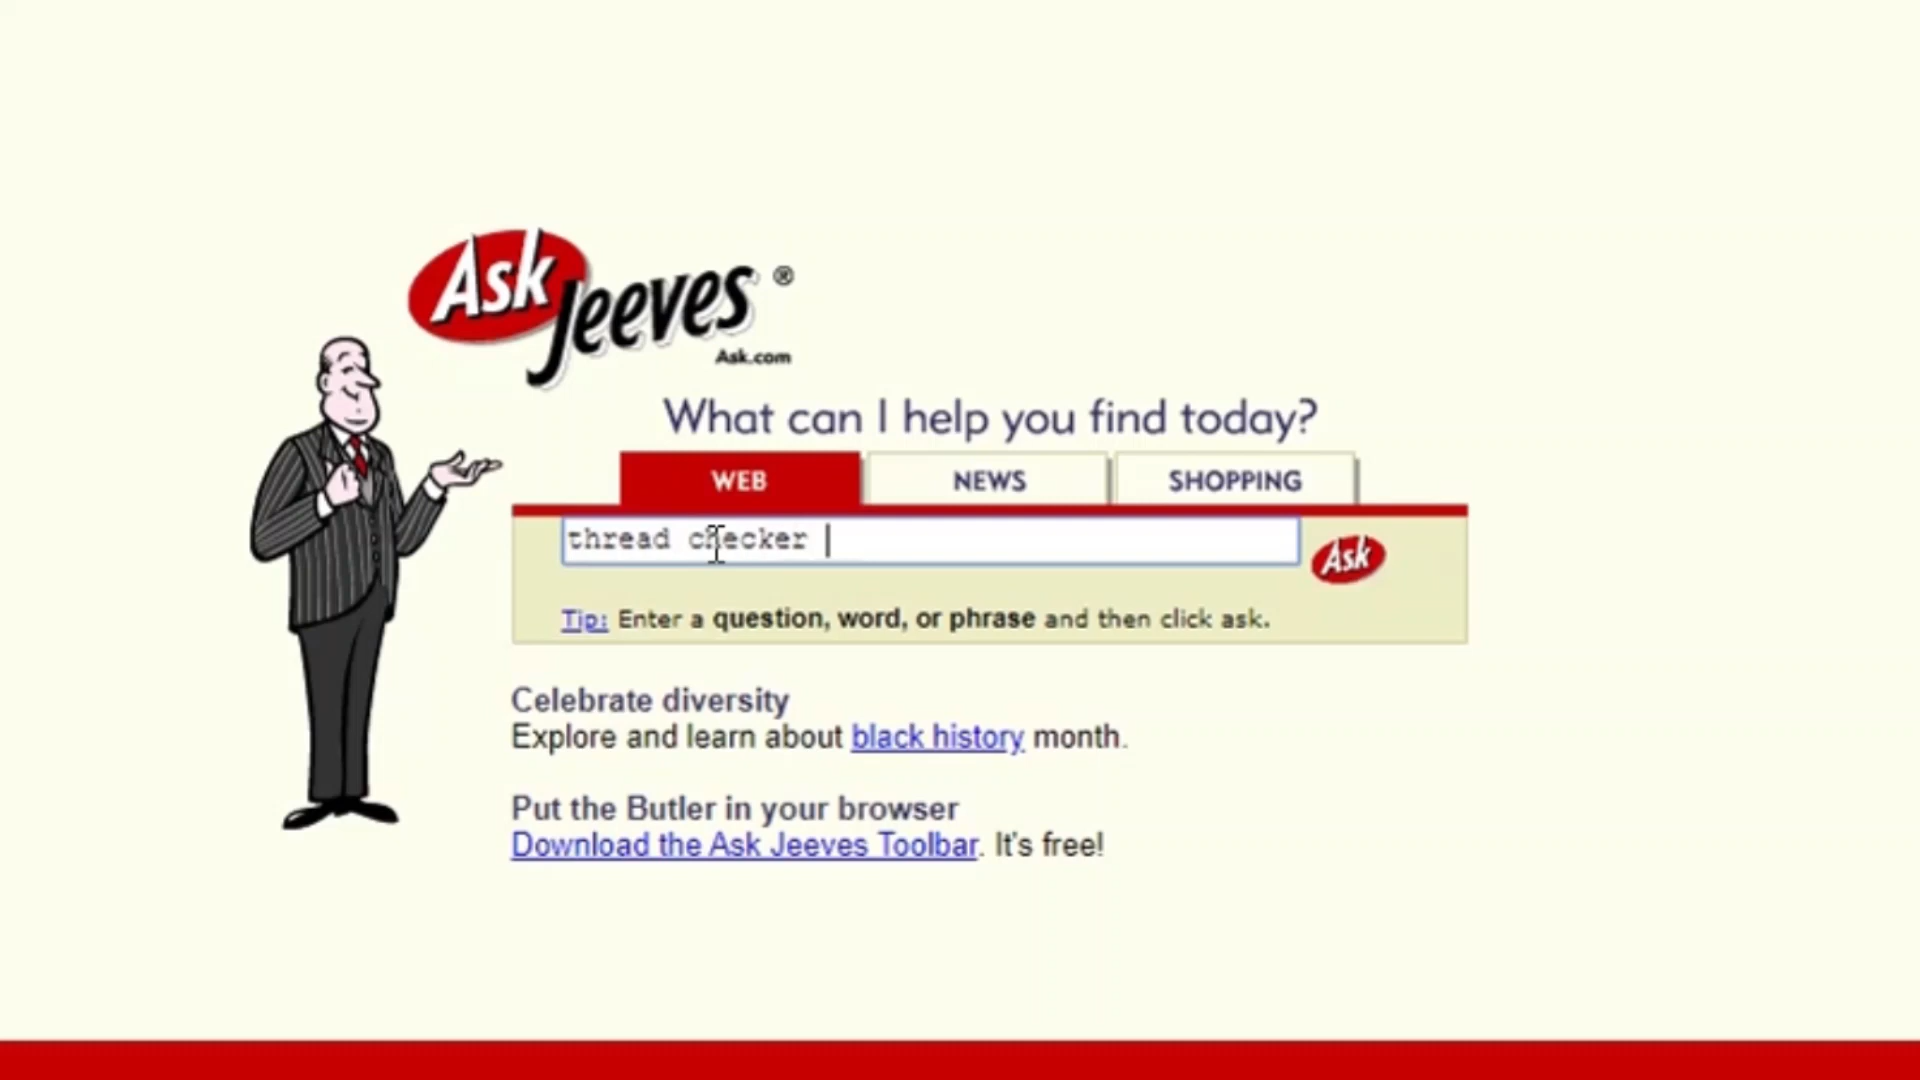 Ask Jeeves ®
Ask.com
What can I help you find today?
WEB NEWS SHOPPING
thread checker
Ask
Tip: Enter a question, word, or phrase and then click ask.
Celebrate diversity
Explore and learn about black history month.
Put the Butler in your browser
Download the Ask Jeeves Toolbar. It's free!